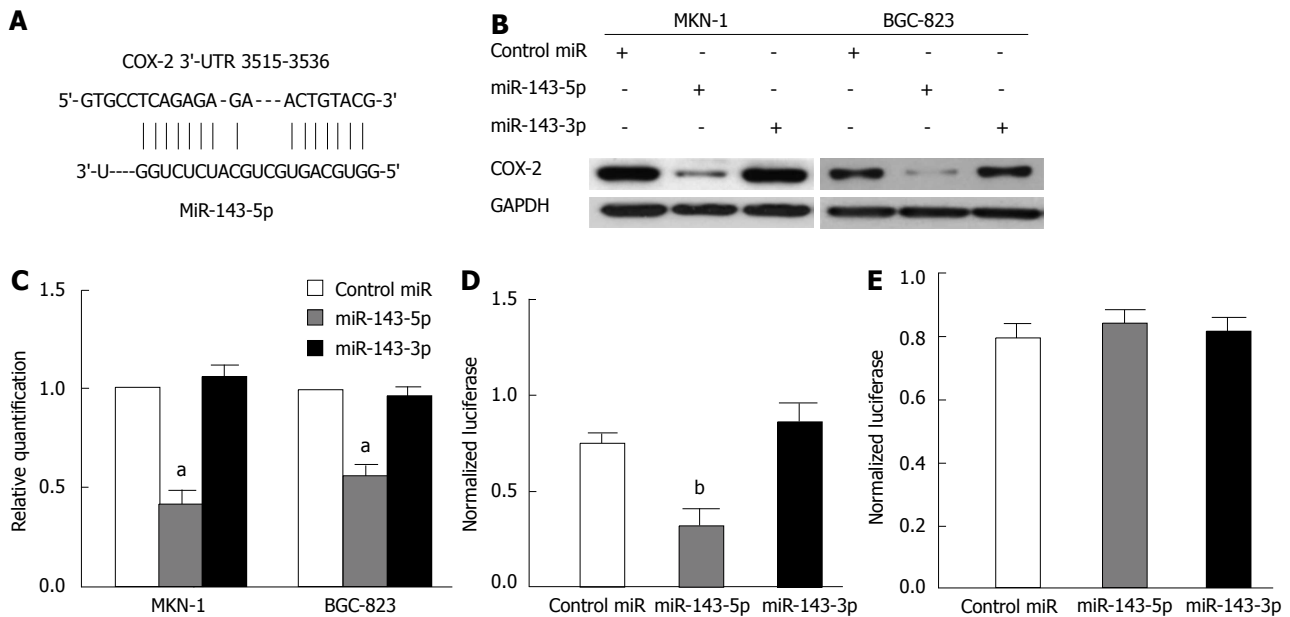 A
COX-2 3'-UTR 3515-3536
5'-GTGCCTCAGAGA -GA---ACTGTACG-3'
3'-U----GGUCUCUACGUCGUGACGUGG-5'
MiR-143-5p
B
MKN-1 BGC-823
Control miR + - - + - -
miR-143-5p - + - - + -
miR-143-3p - - + - - +
COX-2
GAPDH
C
1.5
1.0
0.5
0.0
Relative quantification
Control miR
miR-143-5p
miR-143-3p
a
a
MKN-1 BGC-823
D
1.5
1.0
0.5
0.0
Normalized luciferase
b
Control miR miR-143-5p miR-143-3p
E
1.0
0.8
0.6
0.4
0.2
0.0
Normalized luciferase
Control miR miR-143-5p miR-143-3p